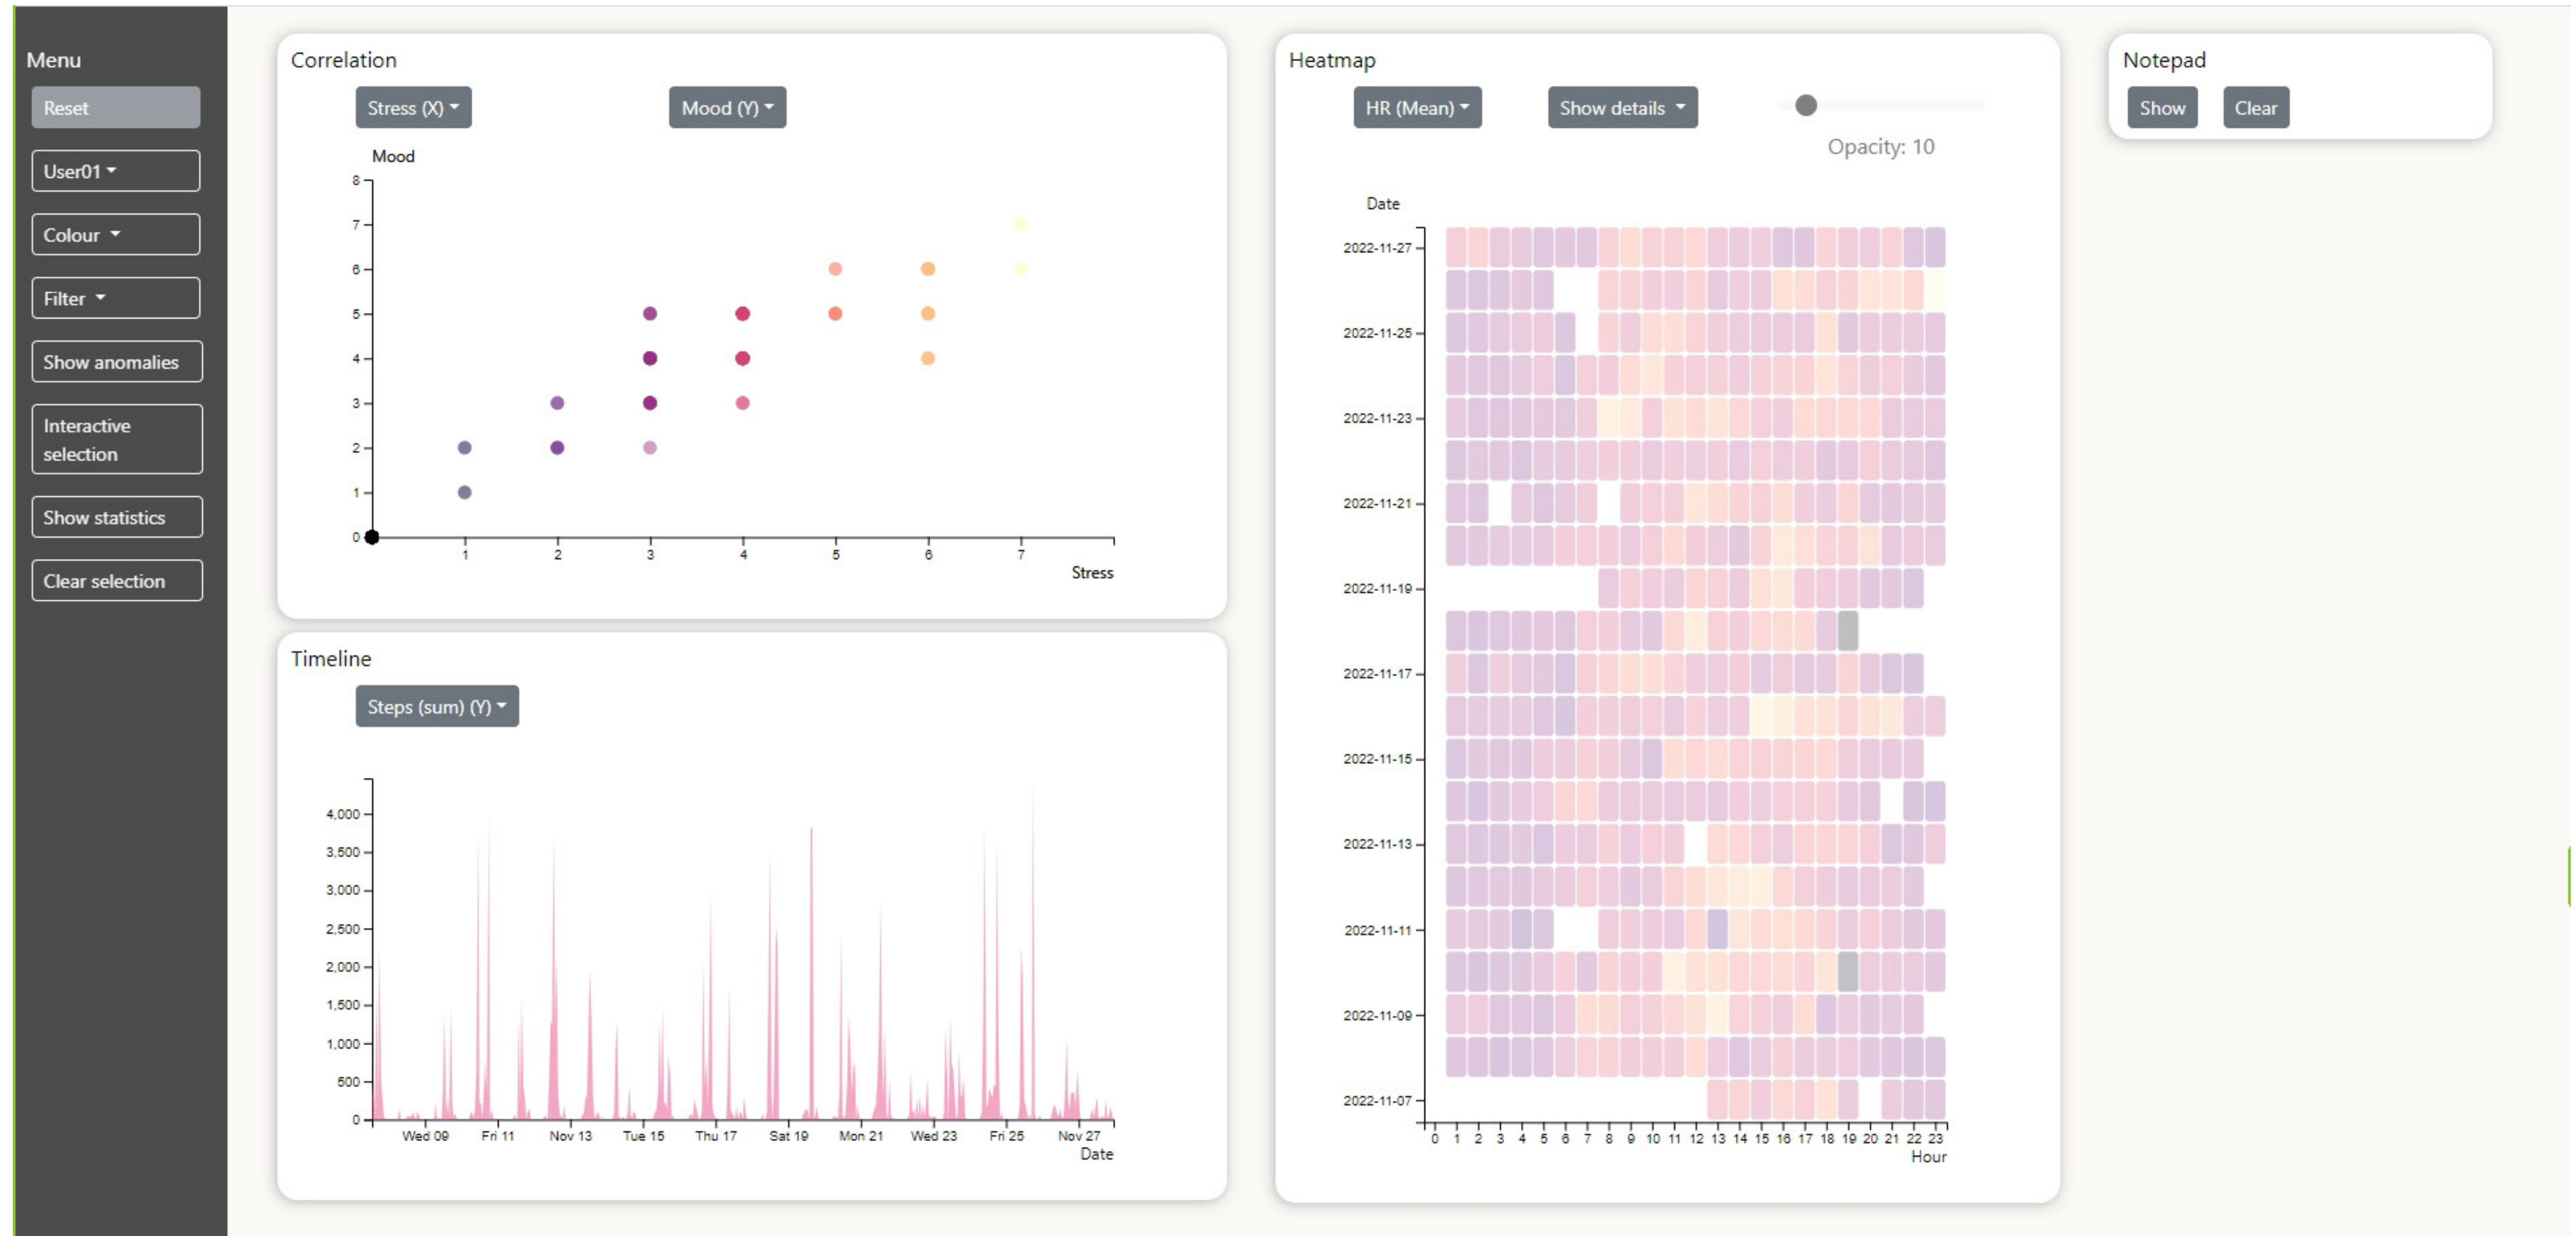 Menu
Reset
User01
Colour
Filter
Show anomalies
Interactive
selection
Show statistics
Clear selection
Correlation
Stress (X)
Mood (Y)
Mood
8
7
6
5
4
3
2
1
0
1 2 3 4 5 6 7
Stress
Timeline
Steps (sum) (Y)
4,000
3,500
3,000
2,500
2,000
1,500
1,000
500
0
Wed 09 Fri 11 Nov 13 Tue 15 Thu 17 Sat 19 Mon 21 Wed 23 Fri 25 Nov 27
Date
Heatmap
HR (Mean)
Show details
Opacity: 10
Date
2022-11-27
2022-11-25
2022-11-23
2022-11-21
2022-11-19
2022-11-17
2022-11-15
2022-11-13
2022-11-11
2022-11-09
2022-11-07
0 1 2 3 4 5 6 7 8 9 10 11 12 13 14 15 16 17 18 19 20 21 22 23
Hour
Notepad
Show
Clear